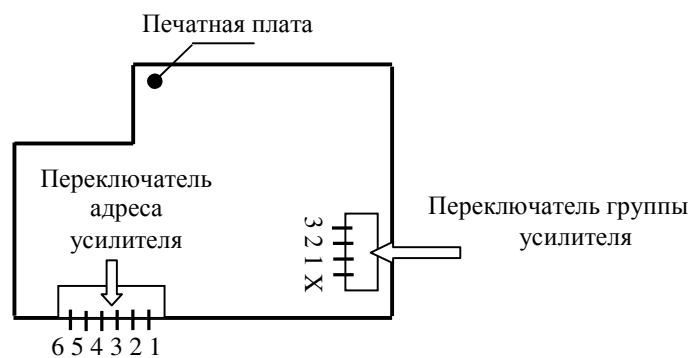 Печатная плата
Переключатель
адреса
усилителя
Переключатель группы
усилителя
3 2 1 X
6 5 4 3 2 1